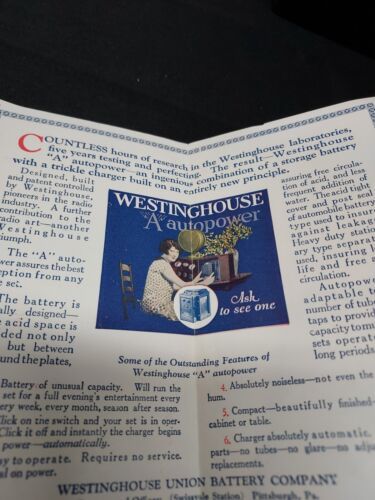 COUNTLESS hours of research in the Westinghouse laboratories,
five years testing and perfecting. The result—Westinghouse
"A" autopower—an ingenious combination of a storage battery
with a trickle charger built on an entirely new principle.
Designed, built
and patent controlled
by Westinghouse,
pioneers in the radio
industry. A further
contribution to the
radio art—another
Westinghouse
triumph.
The "A" auto-
power assures the best
reception from any
set.
The battery is
ally designed—
acid space is
ded not only
but between
und the plates,
WESTINGHOUSE
"A" autopower
Ask
to see one
assuring free circula-
tion of acid, and less
frequent addition of
water. The acid tight
cell and post seal
of automobile battery
type used to insure
against leakage.
Heavy duty station-
ary type separators
used, insuring long
life and free acid
circulation.
Autopower
adaptable to
number of tube
taps to provide
capacity to mu
sets operate
long periods.
Some of the Outstanding Features of
Westinghouse "A" autopower
Battery of unusual capacity. Will run the
set for a full evening's entertainment every
every week, every month, season after season.
Click on the switch and your set is in oper-
Click it off and instantly the charger begins
power—automatically.
sy to operate. Requires no service.
al on power.
4. Absolutely noiseless—not even the
hum.
5. Compact—beautifully finished—
cabinet or table.
6. Charger absolutely automatic.
parts—no tubes—no glare—no adju
replacements.
WESTINGHOUSE UNION BATTERY COMPANY
Offices (Swissvale Station) Pittsburgh, Pa.